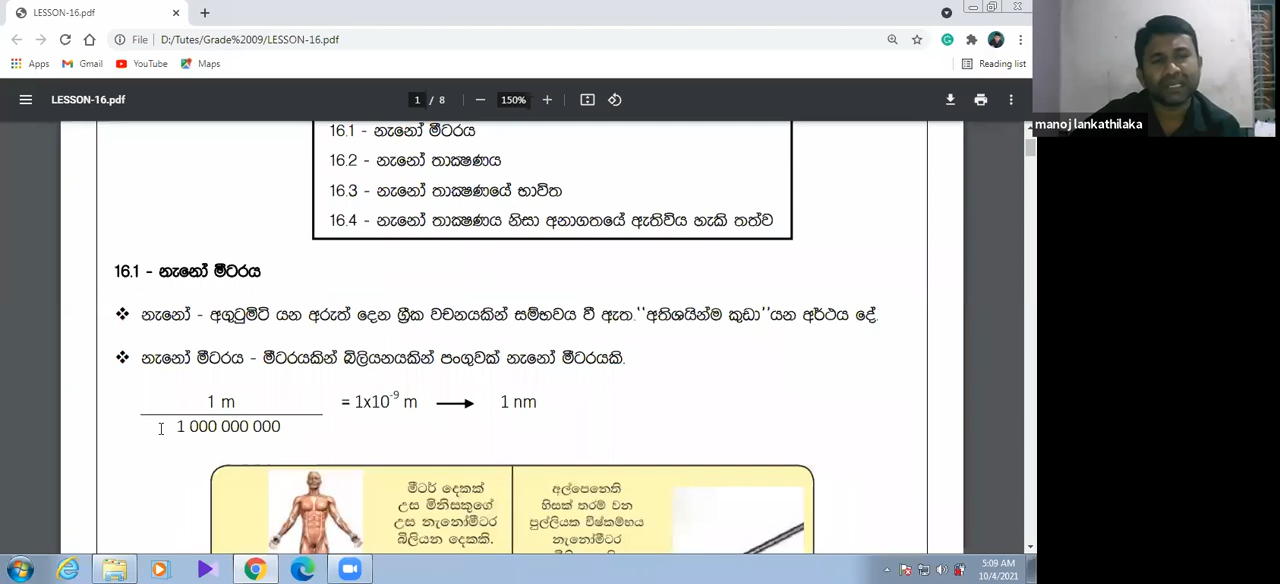 LESSON-16.pdf
File D:/Tutes/Grade%2009/LESSON-16.pdf
Apps Gmail YouTube Maps Reading list
LESSON-16.pdf 1 / 8 150%
manoj lankathilaka
16.1 - නැනෝ මීටරය
16.2 - නැනෝ තාක්ෂණය
16.3 - නැනෝ තාක්ෂණයේ භාවිත
16.4 - නැනෝ තාක්ෂණය නිසා අනාගතයේ ඇතිවිය හැකි තත්ව
16.1 - නැනෝ මීටරය
❖ නැනෝ - අගුටුමිටි යන අරුත් දෙන ග්‍රීක වචනයකින් සම්භවය වී ඇත.‘‘අතිශයින්ම කුඩා’’යන අර්ථය දේ.
❖ නැනෝ මීටරය - මීටරයකින් බිලියනයකින් පංගුවක් නැනෝ මීටරයකි.
1 m
= 1x10⁻⁹ m → 1 nm
1 000 000 000
මීටර් දෙකක්
උස මිනිසකුගේ
උස නැනෝමීටර
බිලියන දෙකකි.
අල්පෙනෙති
හිසක් තරම් වන
පුල්ලියක විෂ්කම්භය
නැනෝමීටර
5:09 AM
10/4/2021